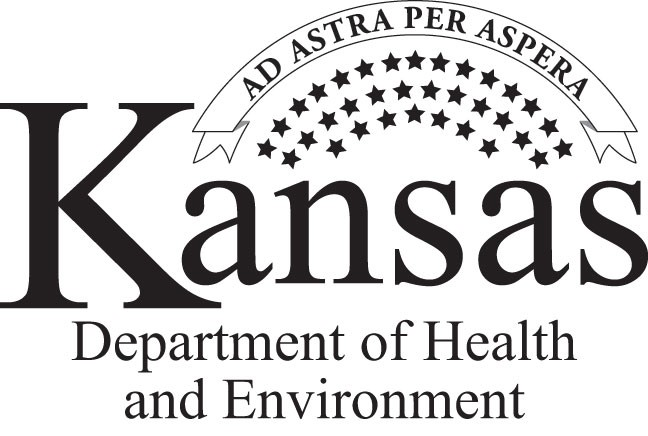 AD ASTRA PER ASPERA
Kansas
Department of Health
and Environment